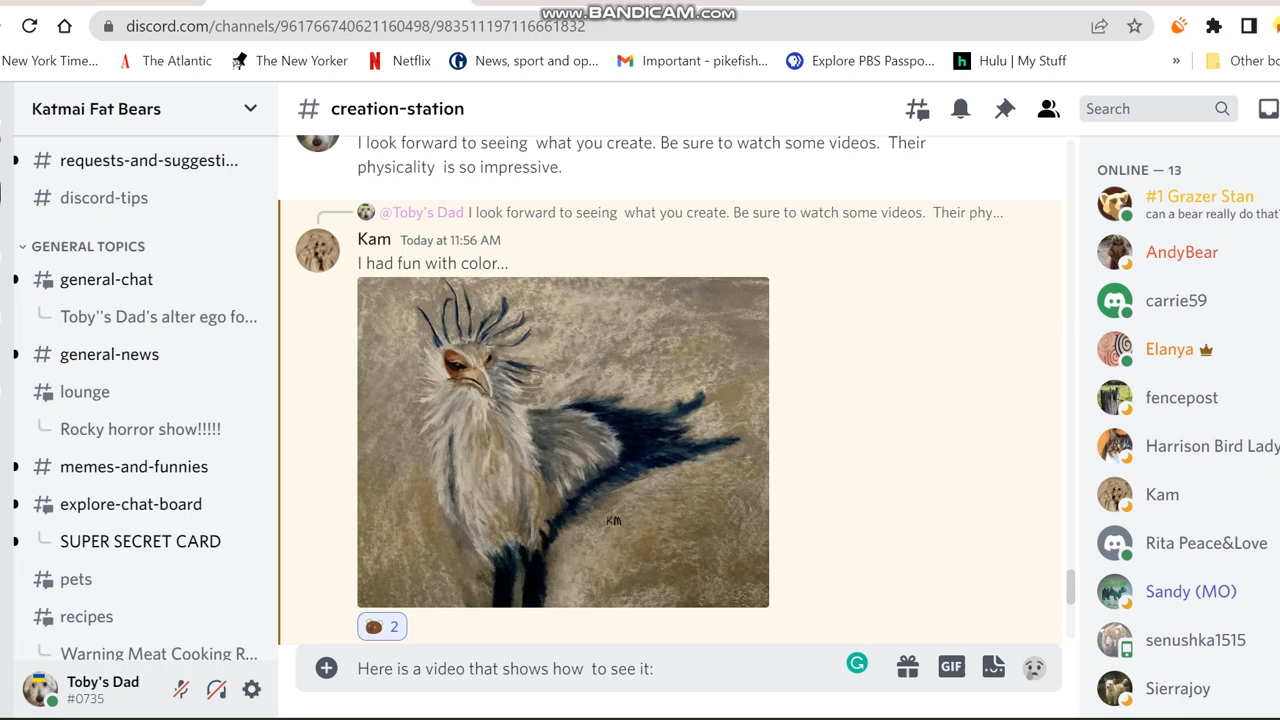 www.BANDICAM.com
discord.com/channels/961766740621160498/983511197116661832
New York Time...
The Atlantic
The New Yorker
Netflix
News, sport and op...
Important - pikefish...
Explore PBS Passpo...
Hulu | My Stuff
»
Other bo
Katmai Fat Bears
# creation-station
Search
# requests-and-suggesti...
# discord-tips
GENERAL TOPICS
# general-chat
Toby''s Dad's alter ego fo...
# general-news
# lounge
Rocky horror show!!!!!
# memes-and-funnies
# explore-chat-board
SUPER SECRET CARD
# pets
# recipes
Warning Meat Cooking R...
Toby's Dad
#0735
I look forward to seeing what you create. Be sure to watch some videos. Their
physicality is so impressive.
@Toby's Dad I look forward to seeing what you create. Be sure to watch some videos. Their phy...
Kam Today at 11:56 AM
I had fun with color...
KM
2
Here is a video that shows how to see it:
GIF
ONLINE — 13
#1 Grazer Stan
can a bear really do that
AndyBear
carrie59
Elanya
fencepost
Harrison Bird Lady
Kam
Rita Peace&Love
Sandy (MO)
senushka1515
Sierrajoy